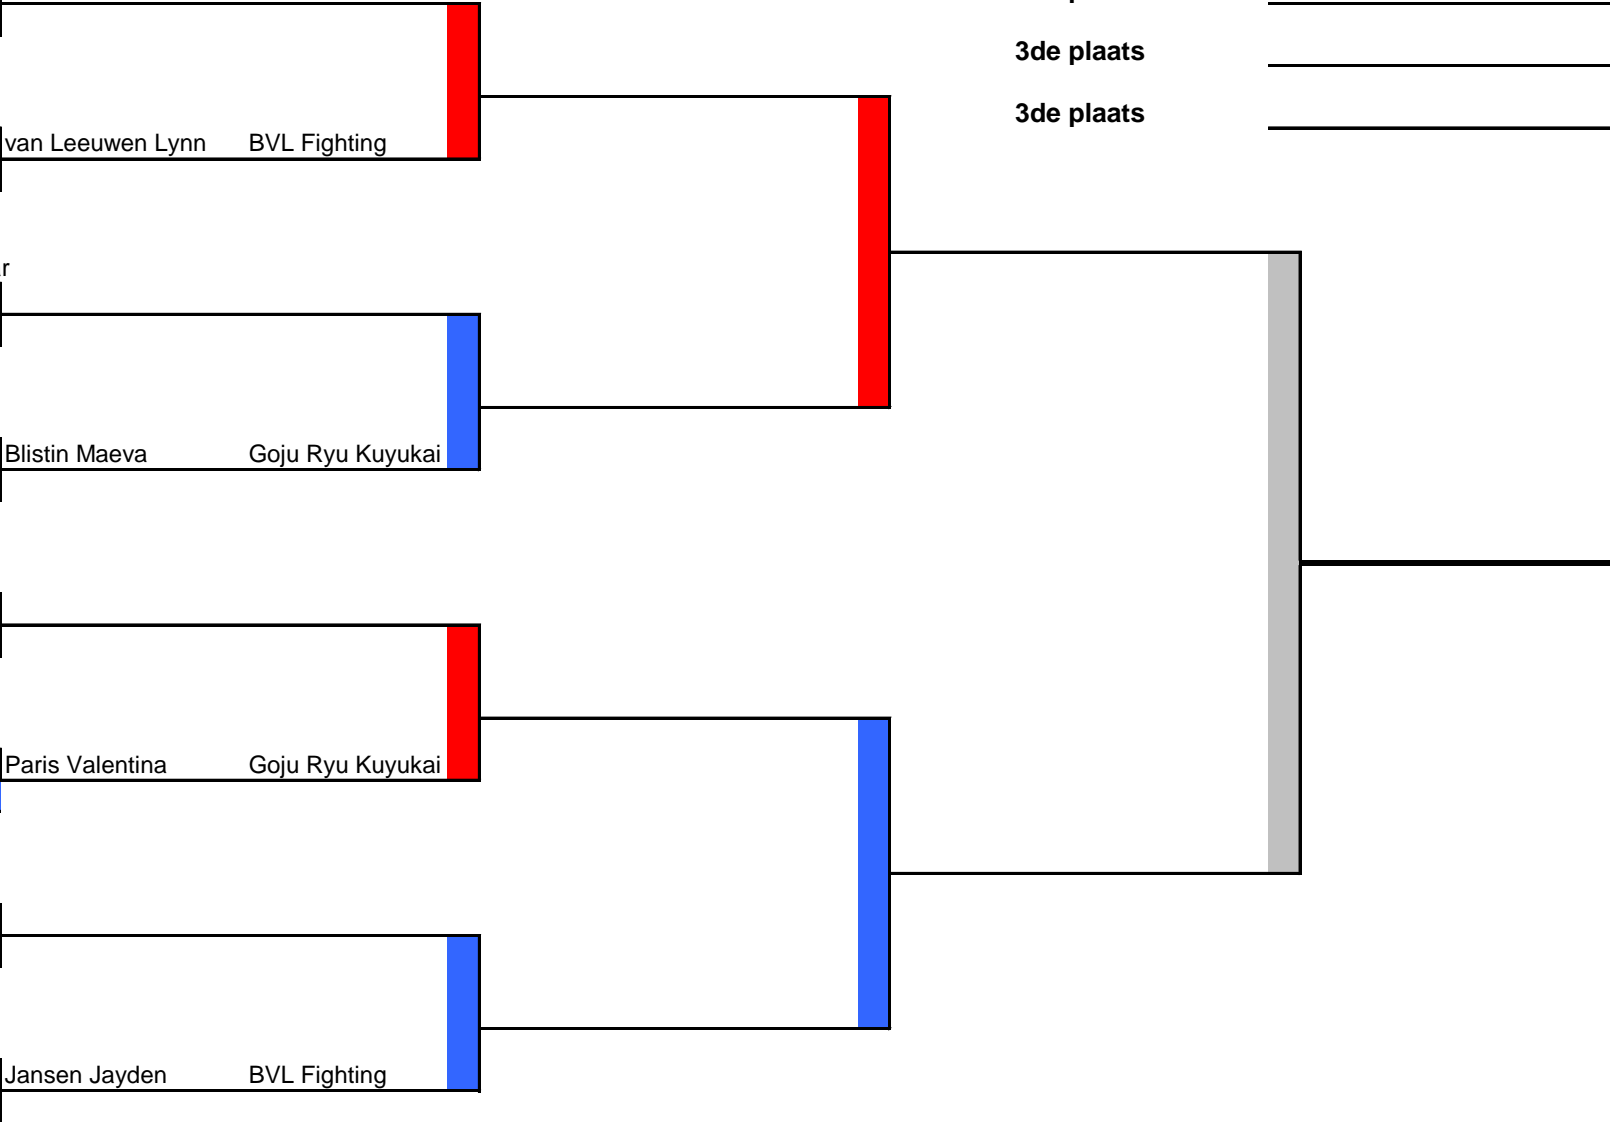 3de plaats
3de plaats
van Leeuwen Lynn BVL Fighting
r
Blistin Maeva Goju Ryu Kuyukai
Paris Valentina Goju Ryu Kuyukai
Jansen Jayden BVL Fighting